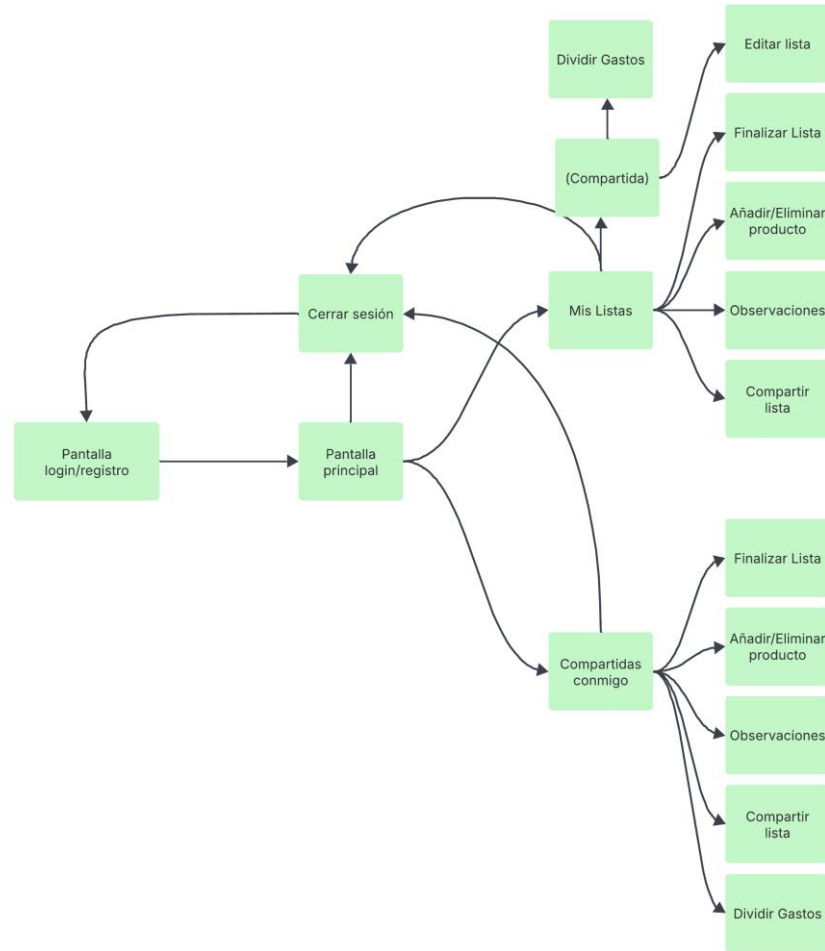 Editar lista
Dividir Gastos
Finalizar Lista
(Compartida)
Añadir/Eliminar
producto
Cerrar sesión
Mis Listas
Observaciones
Compartir
lista
Pantalla
login/registro
Pantalla
principal
Finalizar Lista
Añadir/Eliminar
producto
Compartidas
conmigo
Observaciones
Compartir
lista
Dividir Gastos